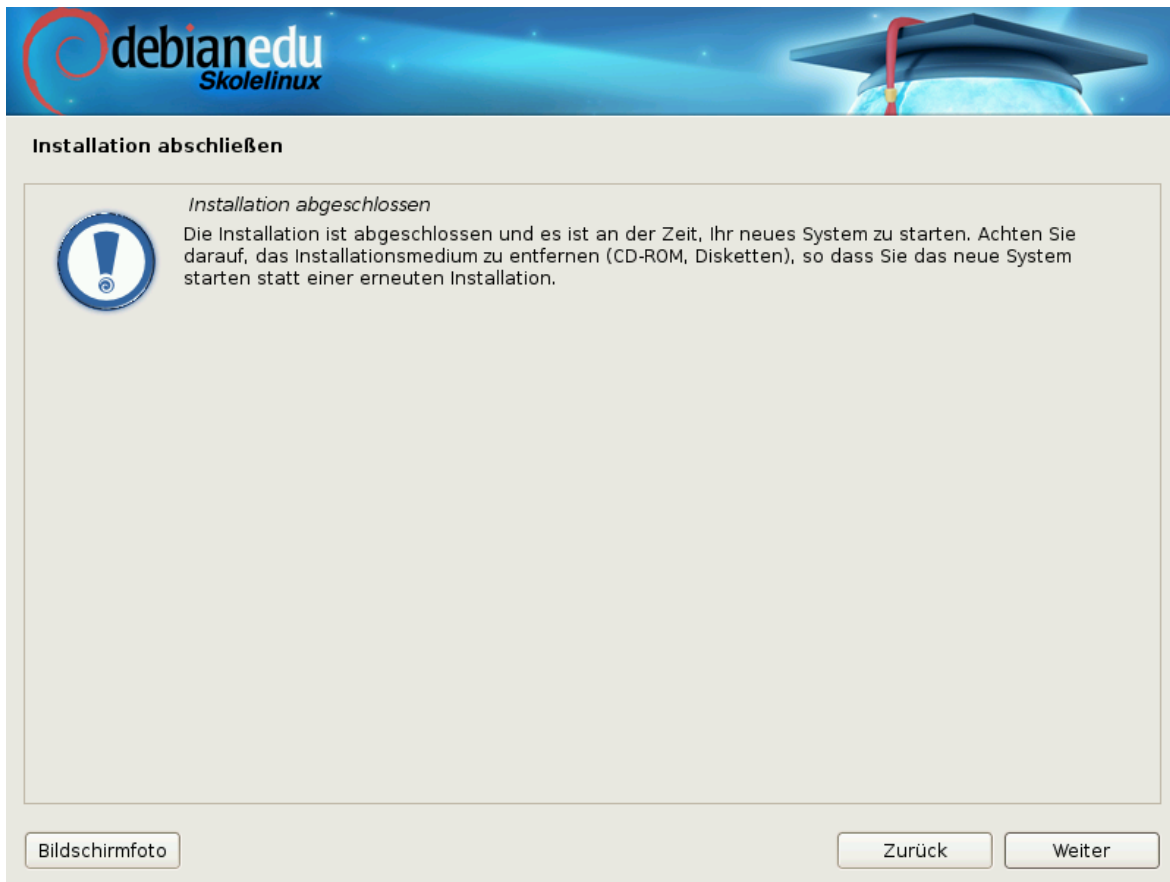 debianedu
Skolelinux
Installation abschließen
Installation abgeschlossen
Die Installation ist abgeschlossen und es ist an der Zeit, Ihr neues System zu starten. Achten Sie
darauf, das Installationsmedium zu entfernen (CD-ROM, Disketten), so dass Sie das neue System
starten statt einer erneuten Installation.
Bildschirmfoto
Zurück
Weiter